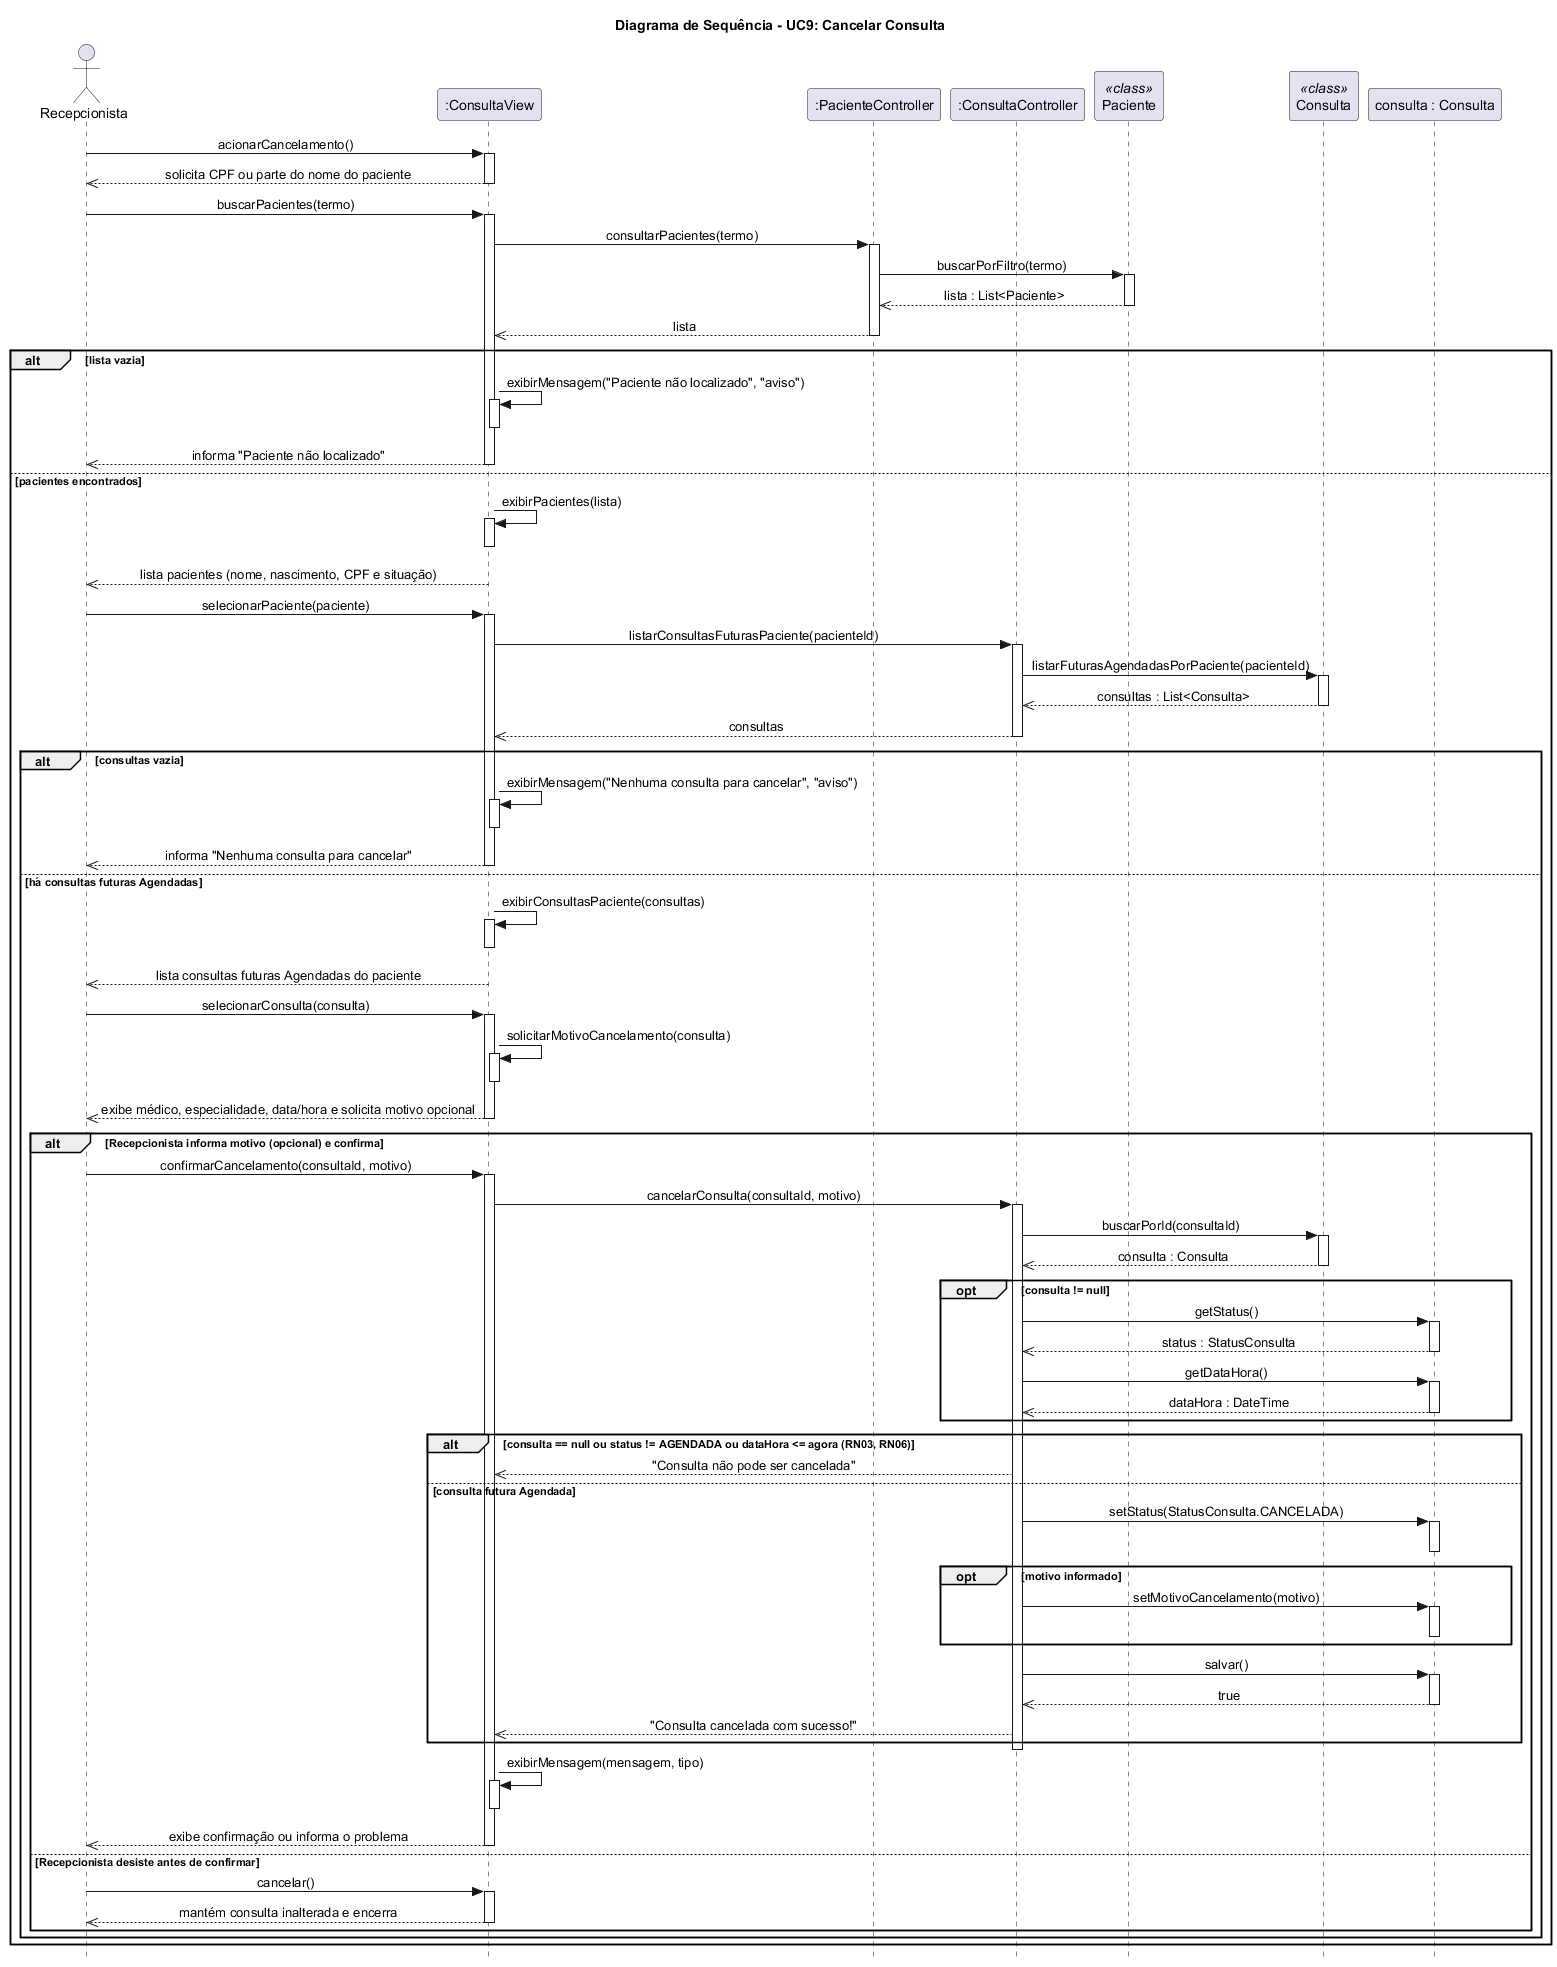 Diagrama de Sequência - UC9: Cancelar Consulta
Recepcionista
:ConsultaView
:PacienteController
:ConsultaController
«class»
Paciente
«class»
Consulta
consulta : Consulta
acionarCancelamento()
solicita CPF ou parte do nome do paciente
buscarPacientes(termo)
consultarPacientes(termo)
buscarPorFiltro(termo)
lista : List<Paciente>
lista
alt [lista vazia]
exibirMensagem("Paciente não localizado", "aviso")
informa "Paciente não localizado"
[pacientes encontrados]
exibirPacientes(lista)
lista pacientes (nome, nascimento, CPF e situação)
selecionarPaciente(paciente)
listarConsultasFuturasPaciente(pacienteId)
listarFuturasAgendadasPorPaciente(pacienteId)
consultas : List<Consulta>
consultas
alt [consultas vazia]
exibirMensagem("Nenhuma consulta para cancelar", "aviso")
informa "Nenhuma consulta para cancelar"
[há consultas futuras Agendadas]
exibirConsultasPaciente(consultas)
lista consultas futuras Agendadas do paciente
selecionarConsulta(consulta)
solicitarMotivoCancelamento(consulta)
exibe médico, especialidade, data/hora e solicita motivo opcional
alt [Recepcionista informa motivo (opcional) e confirma]
confirmarCancelamento(consultaId, motivo)
cancelarConsulta(consultaId, motivo)
buscarPorId(consultaId)
consulta : Consulta
opt [consulta != null]
getStatus()
status : StatusConsulta
getDataHora()
dataHora : DateTime
alt [consulta == null ou status != AGENDADA ou dataHora <= agora (RN03, RN06)]
"Consulta não pode ser cancelada"
[consulta futura Agendada]
setStatus(StatusConsulta.CANCELADA)
opt [motivo informado]
setMotivoCancelamento(motivo)
salvar()
true
"Consulta cancelada com sucesso!"
exibirMensagem(mensagem, tipo)
exibe confirmação ou informa o problema
[Recepcionista desiste antes de confirmar]
cancelar()
mantém consulta inalterada e encerra